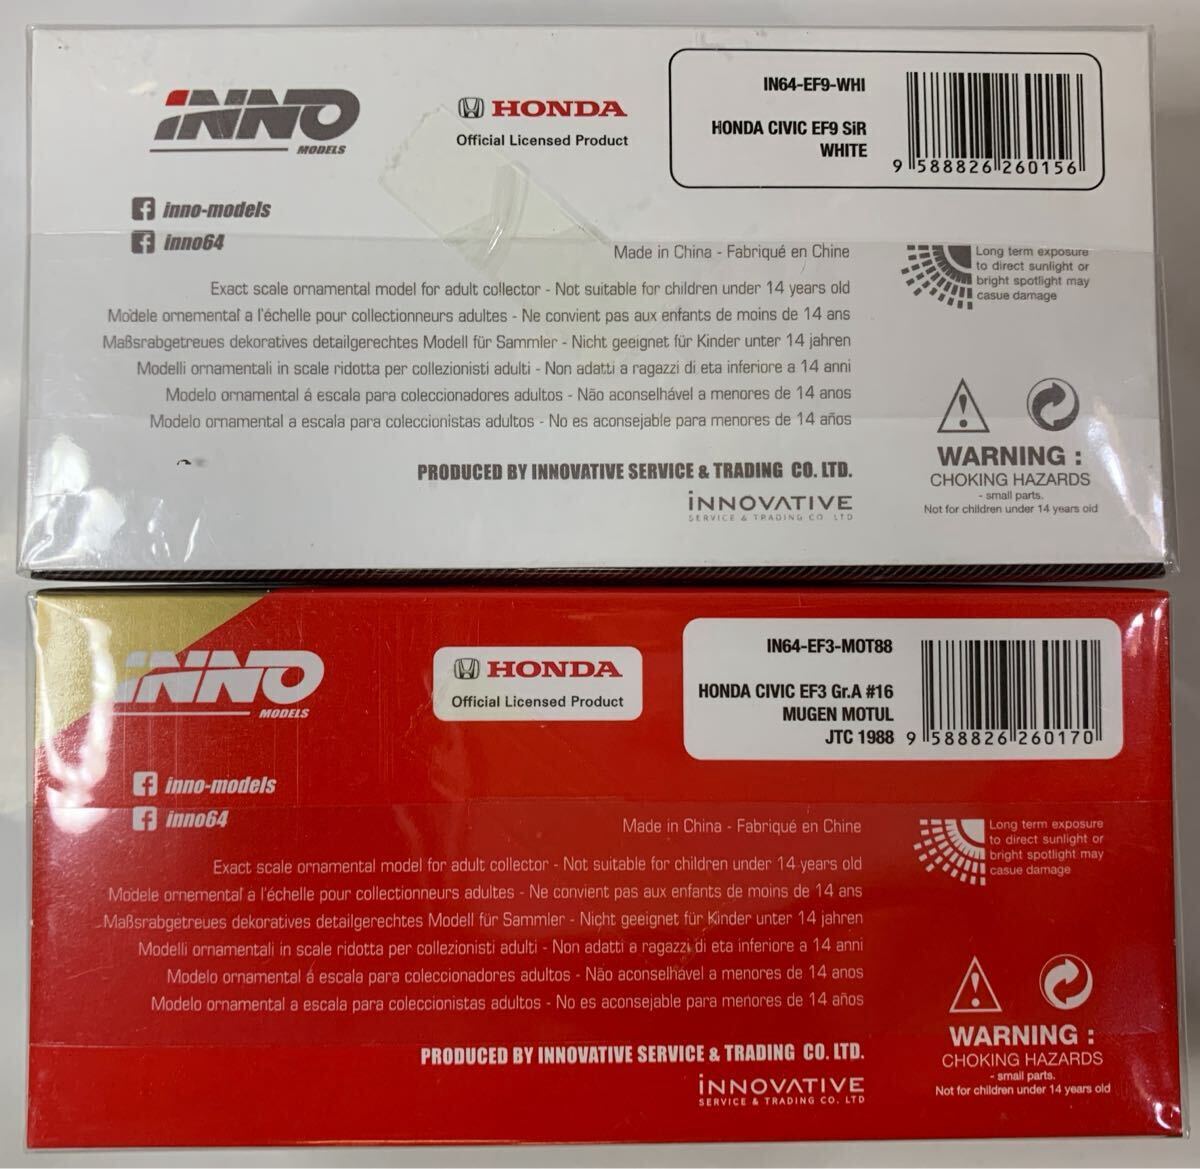 INNO
MODELS
HONDA
Official Licensed Product
IN64-EF9-WHI
HONDA CIVIC EF9 SiR
WHITE
9 588826 260156
inno-models
inno64
Made in China - Fabriqué en Chine
Long term exposure
to direct sunlight or
bright spotlight may
casue damage
Exact scale ornamental model for adult collector - Not suitable for children under 14 years old
Modele ornemental a l'échelle pour collectionneurs adultes - Ne convient pas aux enfants de moins de 14 ans
Maßsrabgetreues dekoratives detailgerechtes Modell für Sammler - Nicht geeignet für Kinder unter 14 jahren
Modelli ornamentali in scale ridotta per collezionisti adulti - Non adatti a ragazzi di eta inferiore a 14 anni
Modelo ornamental á escala para coleccionadores adultos - Não aconselhável a menores de 14 anos
Modelo ornamental a escala para coleccionistas adultos - No es aconsejable para menores de 14 años
PRODUCED BY INNOVATIVE SERVICE & TRADING CO. LTD.
INNOVATIVE
SERVICE & TRADING CO. LTD
WARNING :
CHOKING HAZARDS
- small parts.
Not for children under 14 years old
INNO
MODELS
HONDA
Official Licensed Product
IN64-EF3-MOT88
HONDA CIVIC EF3 Gr.A #16
MUGEN MOTUL
JTC 1988
9 588826 260170
inno-models
inno64
Made in China - Fabriqué en Chine
Long term exposure
to direct sunlight or
bright spotlight may
casue damage
Exact scale ornamental model for adult collector - Not suitable for children under 14 years old
Modele ornemental a l'échelle pour collectionneurs adultes - Ne convient pas aux enfants de moins de 14 ans
Maßsrabgetreues dekoratives detailgerechtes Modell für Sammler - Nicht geeignet für Kinder unter 14 jahren
Modelli ornamentali in scale ridotta per collezionisti adulti - Non adatti a ragazzi di eta inferiore a 14 anni
Modelo ornamental á escala para coleccionadores adultos - Não aconselhável a menores de 14 anos
Modelo ornamental a escala para coleccionistas adultos - No es aconsejable para menores de 14 años
PRODUCED BY INNOVATIVE SERVICE & TRADING CO. LTD.
INNOVATIVE
SERVICE & TRADING CO. LTD
WARNING :
CHOKING HAZARDS
- small parts.
Not for children under 14 years old